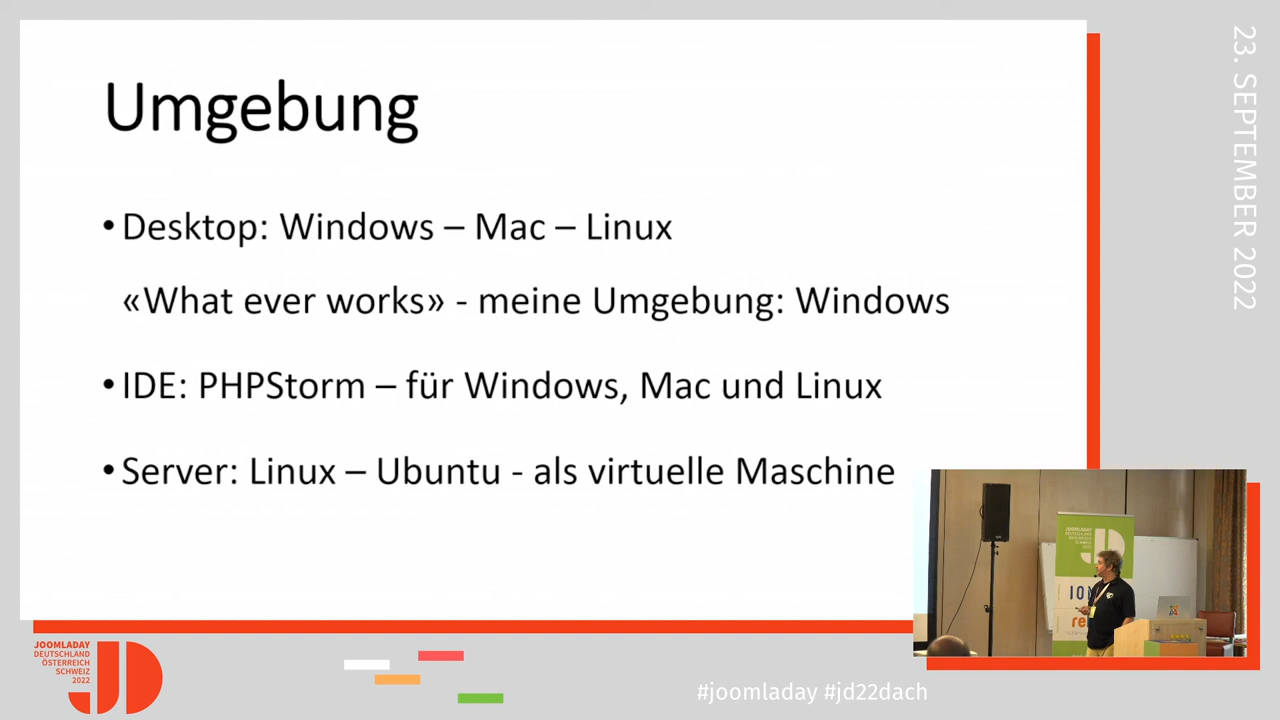 Umgebung
• Desktop: Windows – Mac – Linux
«What ever works» - meine Umgebung: Windows
• IDE: PHPStorm – für Windows, Mac und Linux
• Server: Linux – Ubuntu - als virtuelle Maschine
23. SEPTEMBER 2022
JOOMLADAY
DEUTSCHLAND
ÖSTERREICH
SCHWEIZ
2022
#joomladay #jd22dach